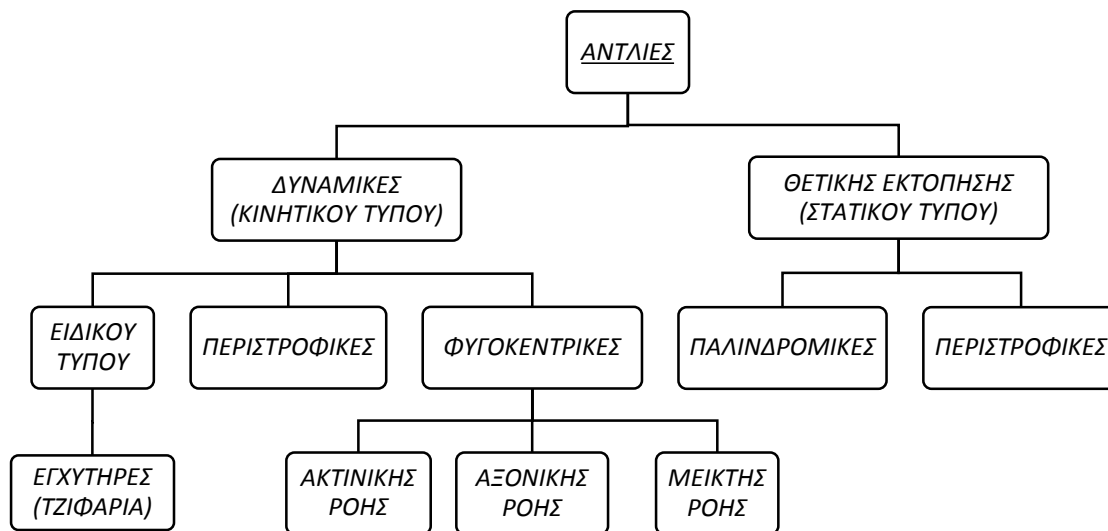 ΑΝΤΛΙΕΣ
ΔΥΝΑΜΙΚΕΣ
(ΚΙΝΗΤΙΚΟΥ ΤΥΠΟΥ)
ΘΕΤΙΚΗΣ ΕΚΤΟΠΗΣΗΣ
(ΣΤΑΤΙΚΟΥ ΤΥΠΟΥ)
ΕΙΔΙΚΟΥ
ΤΥΠΟΥ
ΠΕΡΙΣΤΡΟΦΙΚΕΣ
ΦΥΓΟΚΕΝΤΡΙΚΕΣ
ΠΑΛΙΝΔΡΟΜΙΚΕΣ
ΠΕΡΙΣΤΡΟΦΙΚΕΣ
ΕΓΧΥΤΗΡΕΣ
(ΤΖΙΦΑΡΙΑ)
ΑΚΤΙΝΙΚΗΣ
ΡΟΗΣ
ΑΞΟΝΙΚΗΣ
ΡΟΗΣ
ΜΕΙΚΤΗΣ
ΡΟΗΣ